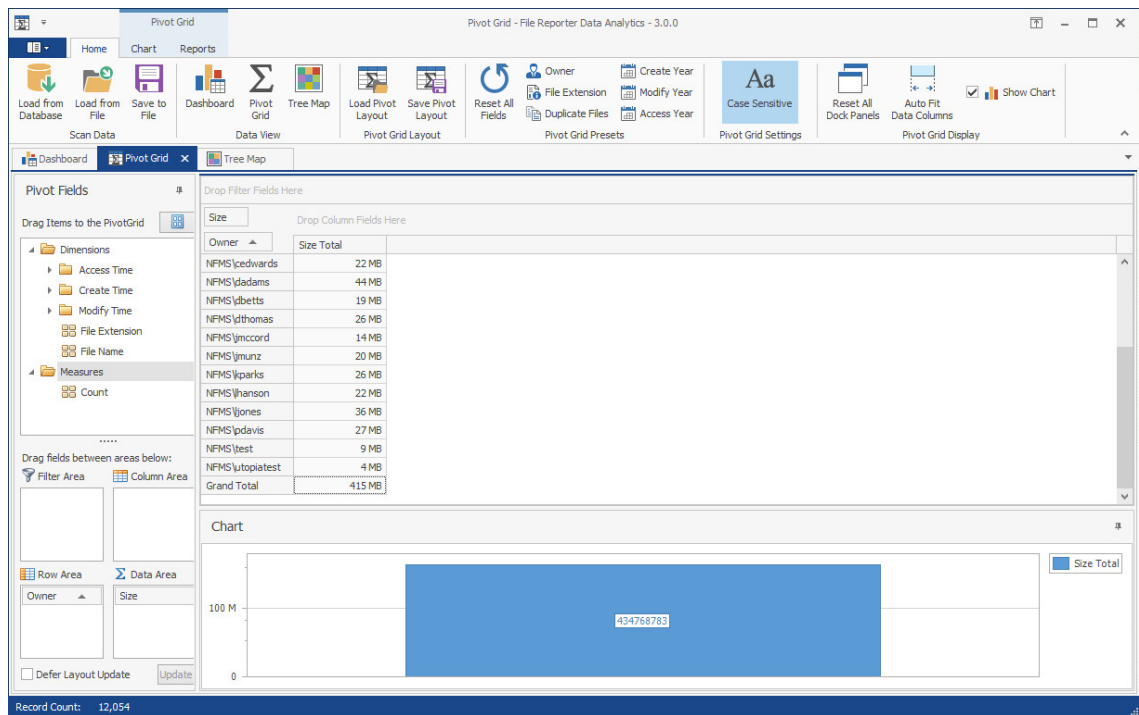 Pivot Grid
Pivot Grid - File Reporter Data Analytics - 3.0.0
Home Chart Reports
Load from Database
Load from File
Save to File
Scan Data
Dashboard
Pivot Grid
Tree Map
Data View
Load Pivot Layout
Save Pivot Layout
Pivot Grid Layout
Reset All Fields
Owner
File Extension
Duplicate Files
Create Year
Modify Year
Access Year
Pivot Grid Presets
Aa
Case Sensitive
Pivot Grid Settings
Reset All Dock Panels
Auto Fit Data Columns
Show Chart
Pivot Grid Display
Dashboard Pivot Grid Tree Map
Pivot Fields
Drag Items to the PivotGrid
Dimensions
Access Time
Create Time
Modify Time
File Extension
File Name
Measures
Count
Drag fields between areas below:
Filter Area Column Area
Row Area Data Area
Owner Size
Defer Layout Update Update
Drop Filter Fields Here
Size Drop Column Fields Here
Owner Size Total
NFMS\cedwards 22 MB
NFMS\dadams 44 MB
NFMS\dbetts 19 MB
NFMS\dthomas 26 MB
NFMS\jmccord 14 MB
NFMS\jmunz 20 MB
NFMS\kparks 26 MB
NFMS\lhanson 22 MB
NFMS\ljones 36 MB
NFMS\pdavis 27 MB
NFMS\test 9 MB
NFMS\utopiatest 4 MB
Grand Total 415 MB
Chart
100 M
0
434768783
Size Total
Record Count: 12,054